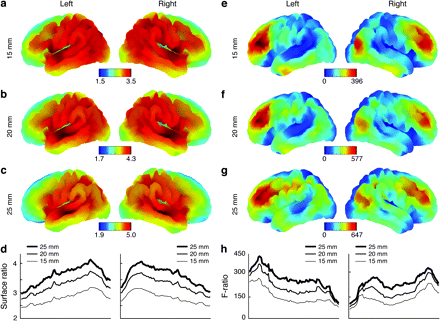 a Left Right
15 mm
1.5 3.5
b
20 mm
1.7 4.3
c
25 mm
1.9 5.0
d
25 mm
20 mm
15 mm
25 mm
20 mm
15 mm
Surface ratio
4
3
2
e Left Right
15 mm
0 396
f
20 mm
0 577
g
25 mm
0 647
h
25 mm
20 mm
15 mm
25 mm
20 mm
15 mm
F-ratio
450
300
150
0